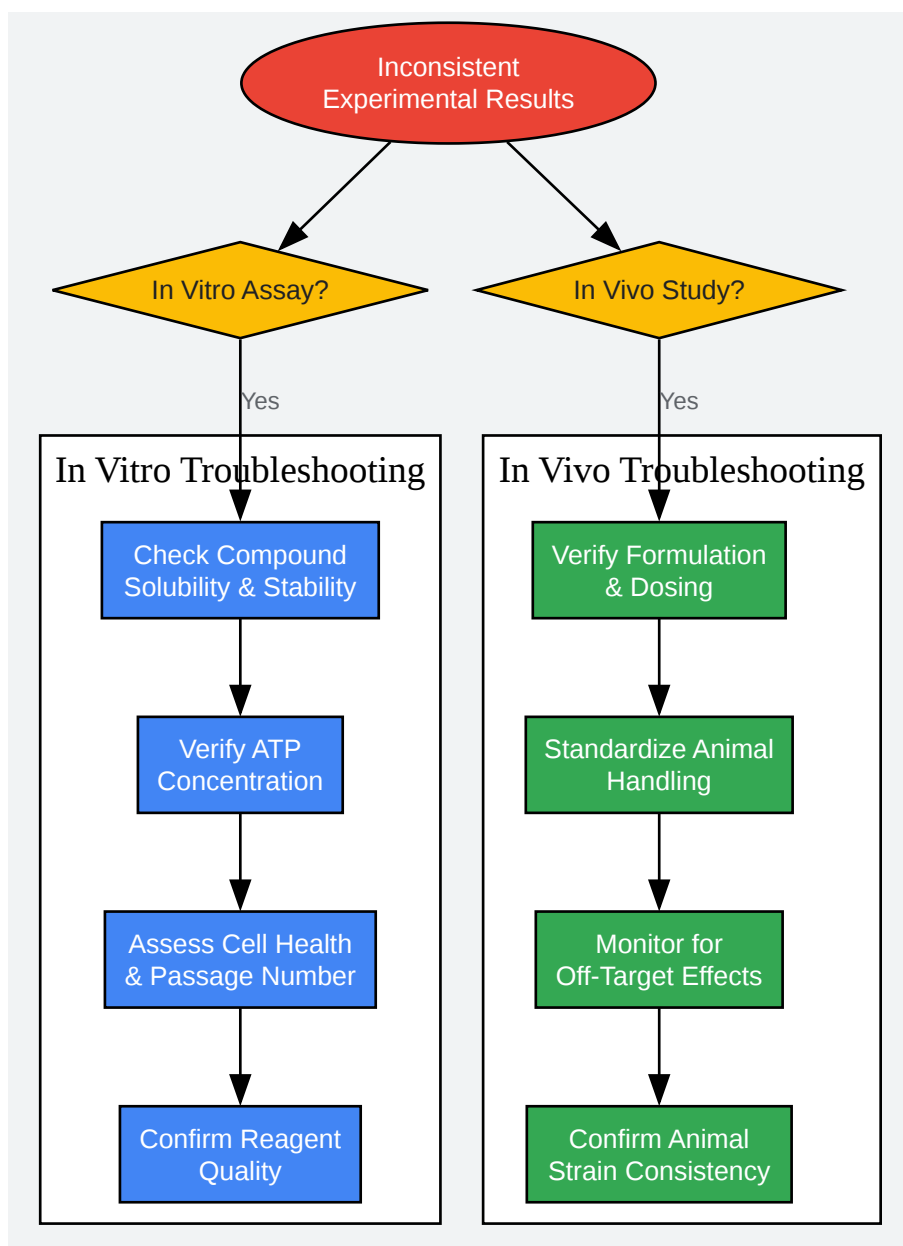 Inconsistent
Experimental Results
In Vitro Assay?
In Vivo Study?
Yes
Yes
In Vitro Troubleshooting
Check Compound
Solubility & Stability
Verify ATP
Concentration
Assess Cell Health
& Passage Number
Confirm Reagent
Quality
In Vivo Troubleshooting
Verify Formulation
& Dosing
Standardize Animal
Handling
Monitor for
Off-Target Effects
Confirm Animal
Strain Consistency